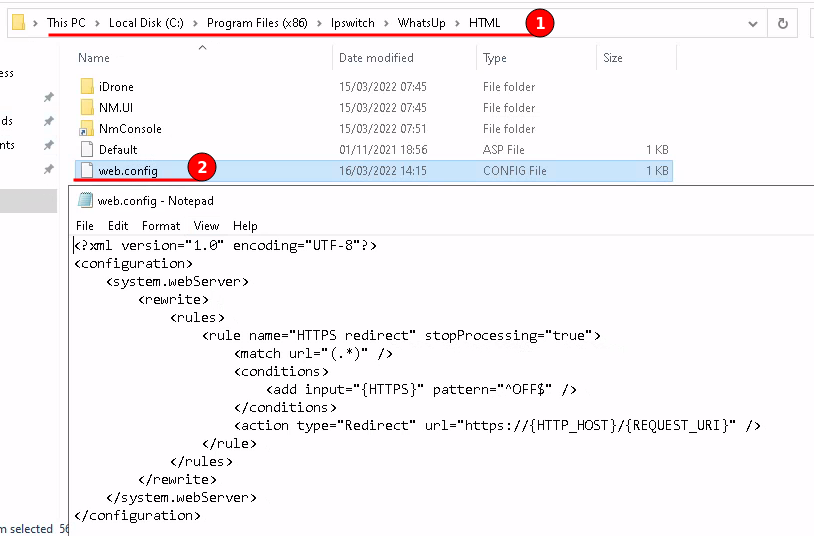 This PC > Local Disk (C:) > Program Files (x86) > Ipswitch > WhatsUp > HTML 1
Name Date modified Type Size
ess
iDrone 15/03/2022 07:45 File folder
ds NM.UI 15/03/2022 07:45 File folder
nts NmConsole 15/03/2022 07:51 File folder
Default 01/11/2021 18:56 ASP File 1 KB
web.config 2 16/03/2022 14:15 CONFIG File 1 KB
web.config - Notepad
File Edit Format View Help
<?xml version="1.0" encoding="UTF-8"?>
<configuration>
    <system.webServer>
        <rewrite>
            <rules>
                <rule name="HTTPS redirect" stopProcessing="true">
                    <match url="(.*)" />
                    <conditions>
                        <add input="{HTTPS}" pattern="^OFF$" />
                    </conditions>
                    <action type="Redirect" url="https://{HTTP_HOST}/{REQUEST_URI}" />
                </rule>
            </rules>
        </rewrite>
    </system.webServer>
</configuration>
m selected 56